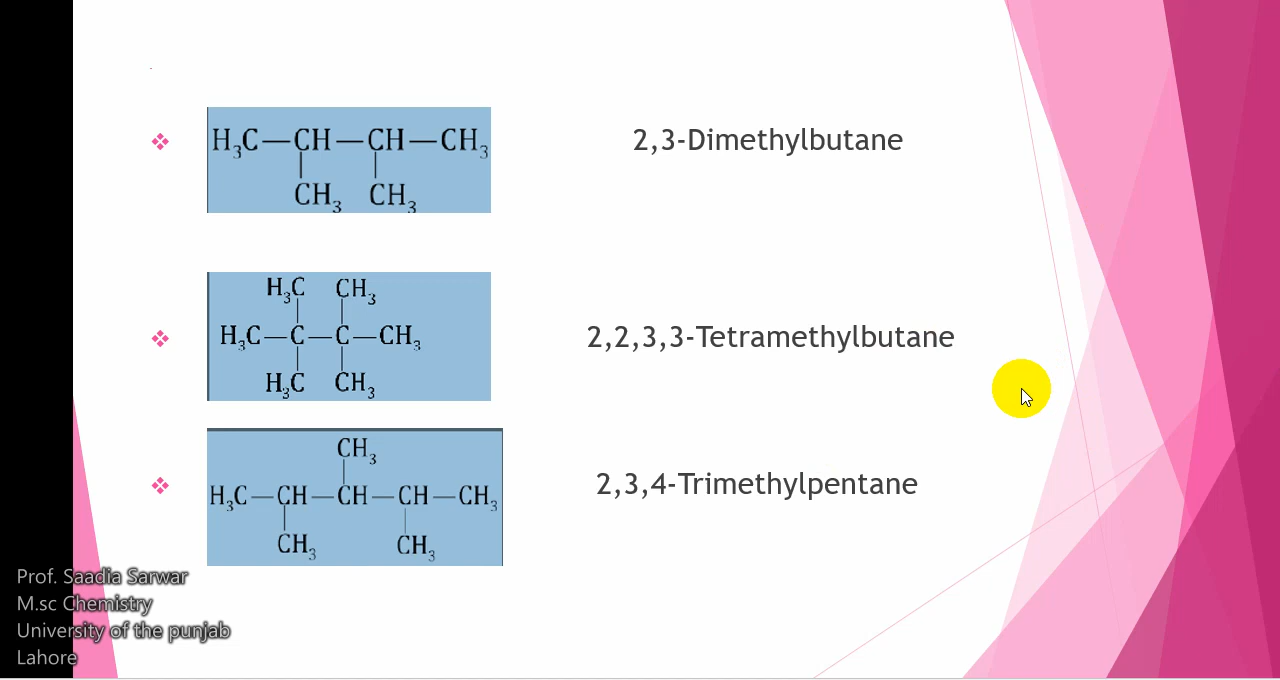 H₃C—CH—CH—CH₃ 2,3-Dimethylbutane
CH₃ CH₃
H₃C CH₃
H₃C—C—C—CH₃ 2,2,3,3-Tetramethylbutane
H₃C CH₃
CH₃
H₃C—CH—CH—CH—CH₃ 2,3,4-Trimethylpentane
CH₃ CH₃
Prof. Saadia Sarwar
M.sc Chemistry
University of the punjab
Lahore